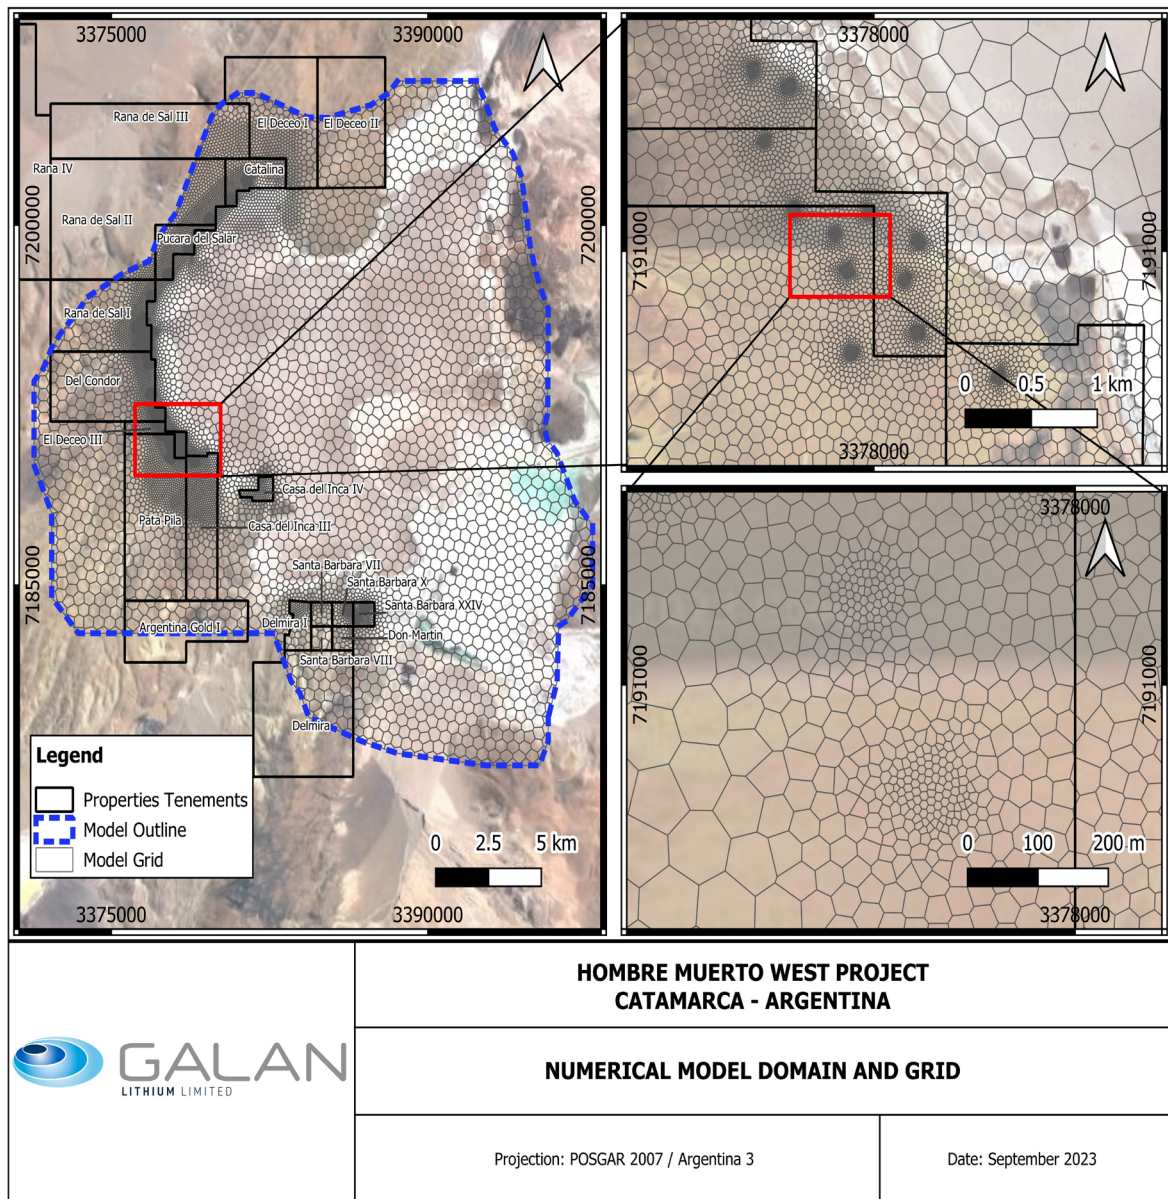 3375000
3390000
Rana de Sal III
El Deceo I
El Deceo II
Rana IV
Catalina
Rana de Sal II
7200000
7200000
Pucara del Salar
Rana de Sal I
Del Condor
El Deceo III
Casa del Inca IV
Pata Pila
Casa del Inca III
7185000
7185000
Santa Barbara VII
Santa Barbara X
Santa Barbara XXIV
Delmira I
Argentina Gold I
Don Martin
Santa Barbara VIII
Delmira
Legend
Properties Tenements
Model Outline
Model Grid
0 2.5 5 km
3375000
3390000
3378000
7191000
7191000
0 0.5 1 km
3378000
3378000
7191000
7191000
0 100 200 m
3378000
GALAN
LITHIUM LIMITED
HOMBRE MUERTO WEST PROJECT
CATAMARCA - ARGENTINA
NUMERICAL MODEL DOMAIN AND GRID
Projection: POSGAR 2007 / Argentina 3
Date: September 2023